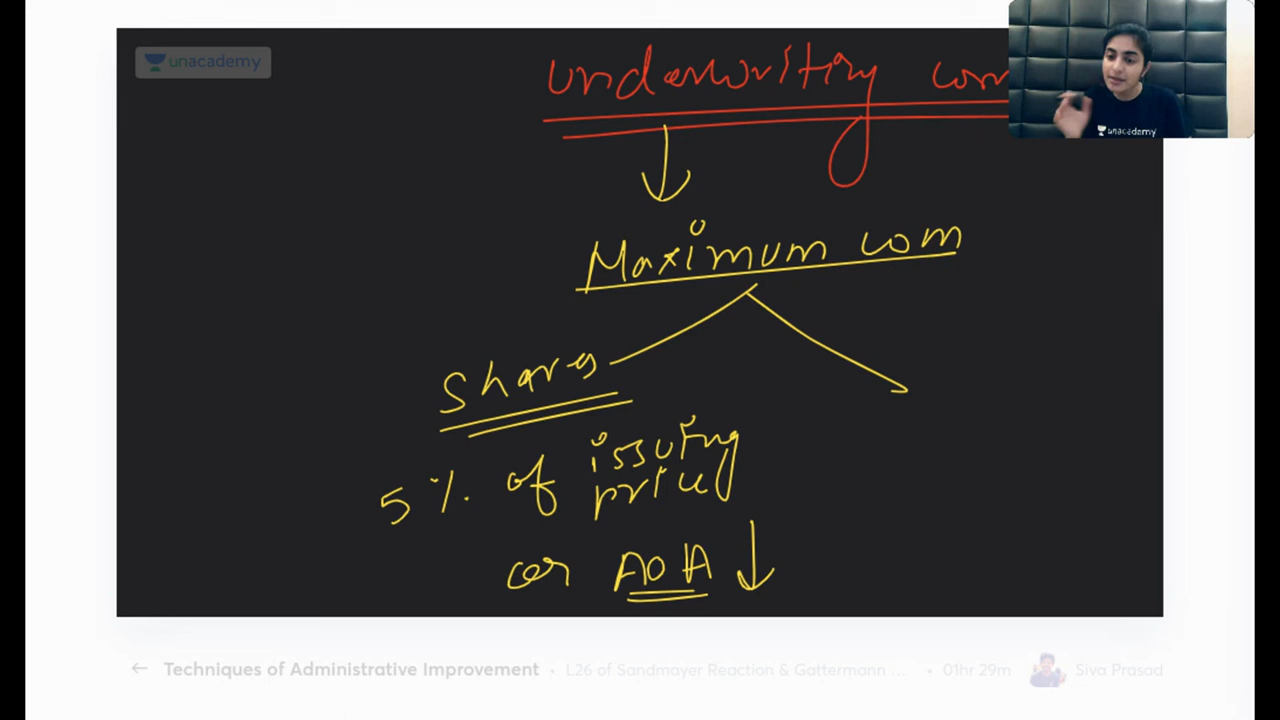 unacademy
underwriting com
unacademy
Maximum com
Shares
5% of issuing price
or AOA
Techniques of Administrative Improvement • L26 of Sandmayer Reaction & Gattermann ... • 01hr 29m Siva Prasad